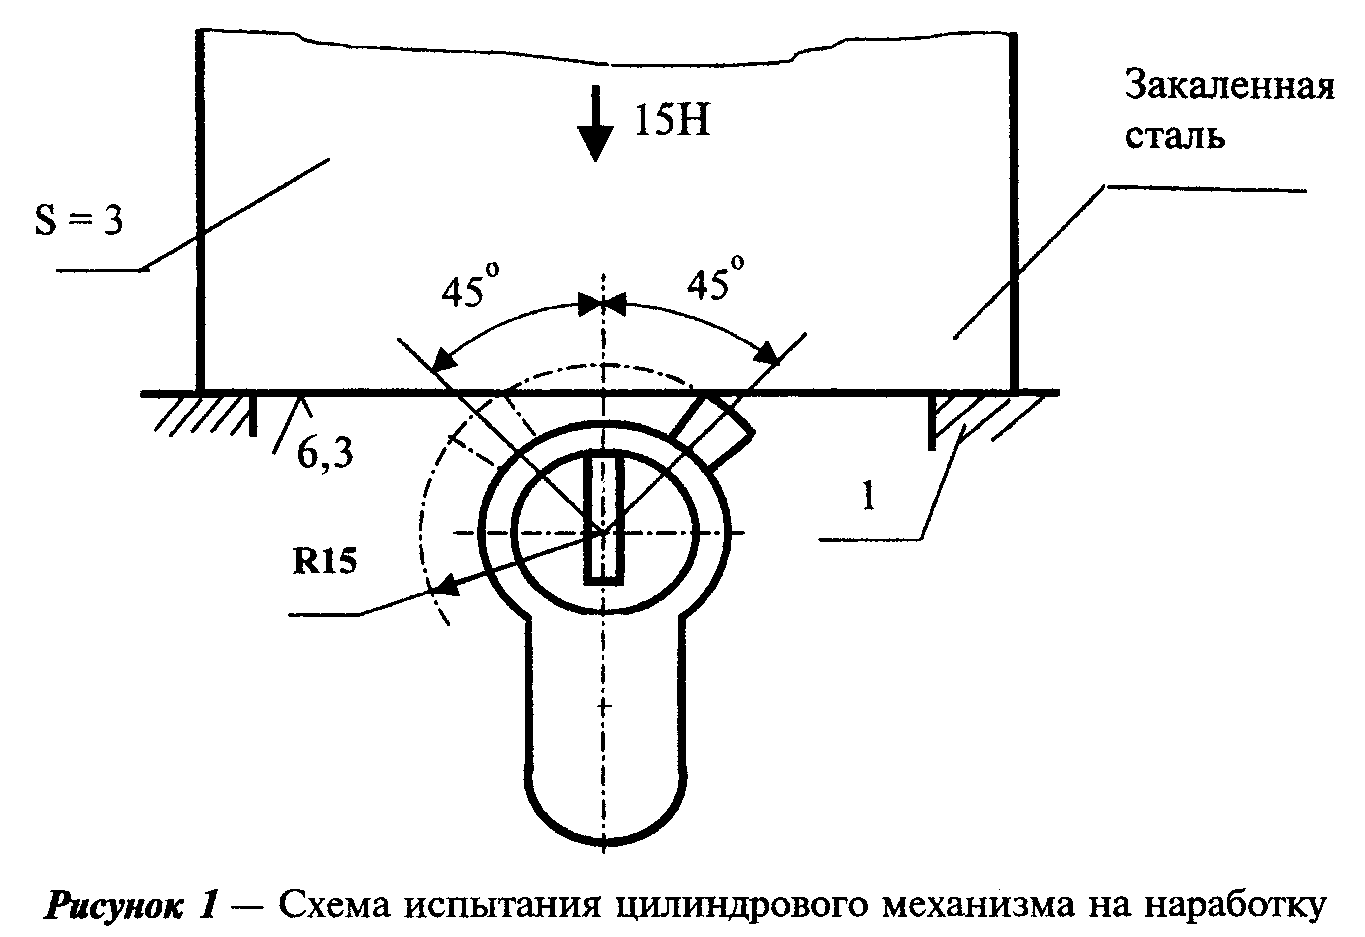 Закаленная
сталь
15Н
S = 3
45°
45°
6,3
1
R15
Рисунок 1 — Схема испытания цилиндрового механизма на наработку